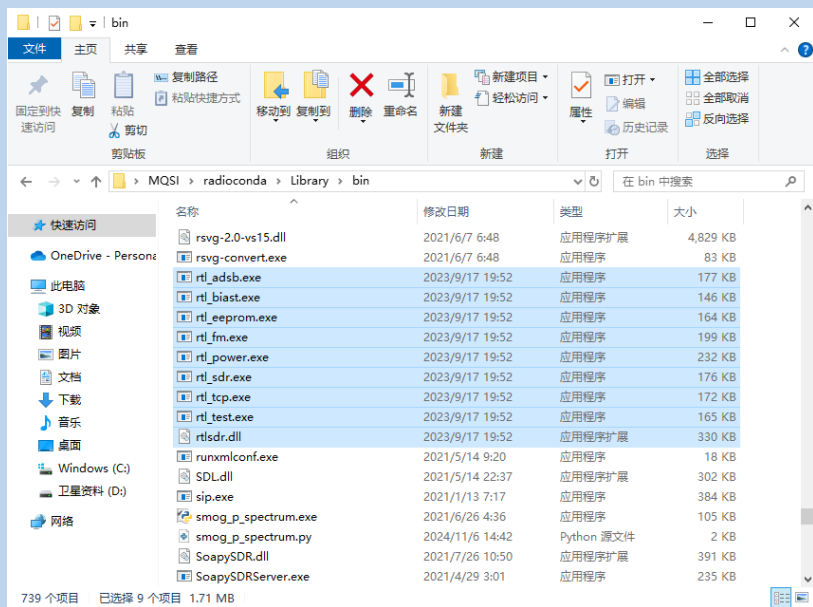 bin
文件 主页 共享 查看
固定到快速访问 复制 粘贴 复制路径 粘贴快捷方式 剪切 移动到 复制到 删除 重命名 新建文件夹 新建项目 轻松访问 属性 打开 编辑 历史记录 全部选择 全部取消 反向选择
剪贴板 组织 新建 打开 选择
MQSI › radioconda › Library › bin 在 bin 中搜索
名称 修改日期 类型 大小
快速访问
OneDrive - Persona
此电脑
3D 对象
视频
图片
文档
下载
音乐
桌面
Windows (C:)
卫星资料 (D:)
网络
rsvg-2.0-vs15.dll 2021/6/7 6:48 应用程序扩展 4,829 KB
rsvg-convert.exe 2021/6/7 6:48 应用程序 83 KB
rtl_adsb.exe 2023/9/17 19:52 应用程序 177 KB
rtl_biast.exe 2023/9/17 19:52 应用程序 146 KB
rtl_eeprom.exe 2023/9/17 19:52 应用程序 164 KB
rtl_fm.exe 2023/9/17 19:52 应用程序 199 KB
rtl_power.exe 2023/9/17 19:52 应用程序 232 KB
rtl_sdr.exe 2023/9/17 19:52 应用程序 176 KB
rtl_tcp.exe 2023/9/17 19:52 应用程序 172 KB
rtl_test.exe 2023/9/17 19:52 应用程序 165 KB
rtlsdr.dll 2023/9/17 19:52 应用程序扩展 330 KB
runxmlconf.exe 2021/5/14 9:20 应用程序 18 KB
SDL.dll 2021/5/14 22:37 应用程序扩展 302 KB
sip.exe 2021/1/13 7:17 应用程序 384 KB
smog_p_spectrum.exe 2021/6/26 4:36 应用程序 105 KB
smog_p_spectrum.py 2024/11/6 14:42 Python 源文件 2 KB
SoapySDR.dll 2021/7/26 10:50 应用程序扩展 391 KB
SoapySDRServer.exe 2021/4/29 3:01 应用程序 235 KB
739 个项目 已选择 9 个项目 1.71 MB